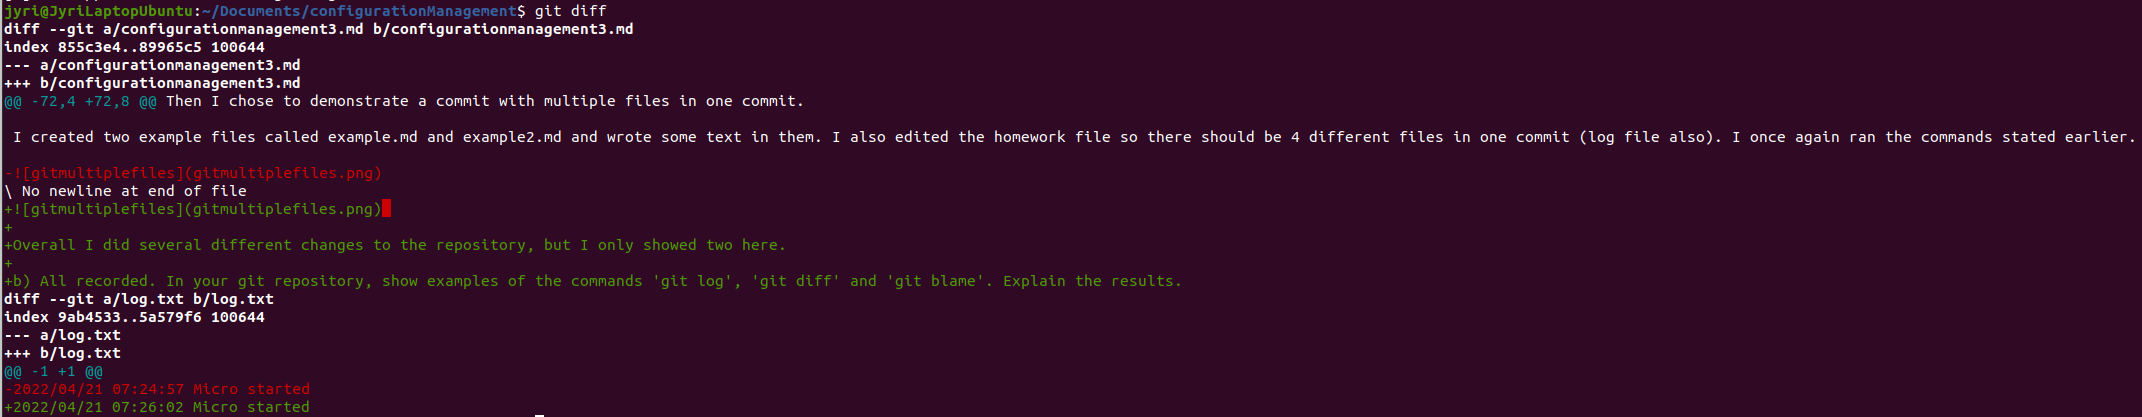 jyri@JyriLaptopUbuntu:~/Documents/configurationManagement$ git diff
diff --git a/configurationmanagement3.md b/configurationmanagement3.md
index 855c3e4..89965c5 100644
--- a/configurationmanagement3.md
+++ b/configurationmanagement3.md
@@ -72,4 +72,8 @@ Then I chose to demonstrate a commit with multiple files in one commit.
 I created two example files called example.md and example2.md and wrote some text in them. I also edited the homework file so there should be 4 different files in one commit (log file also). I once again ran the commands stated earlier.
-![gitmultiplefiles](gitmultiplefiles.png)
\ No newline at end of file
+![gitmultiplefiles](gitmultiplefiles.png)
+
+Overall I did several different changes to the repository, but I only showed two here.
+
+b) All recorded. In your git repository, show examples of the commands 'git log', 'git diff' and 'git blame'. Explain the results.
diff --git a/log.txt b/log.txt
index 9ab4533..5a579f6 100644
--- a/log.txt
+++ b/log.txt
@@ -1 +1 @@
-2022/04/21 07:24:57 Micro started
+2022/04/21 07:26:02 Micro started